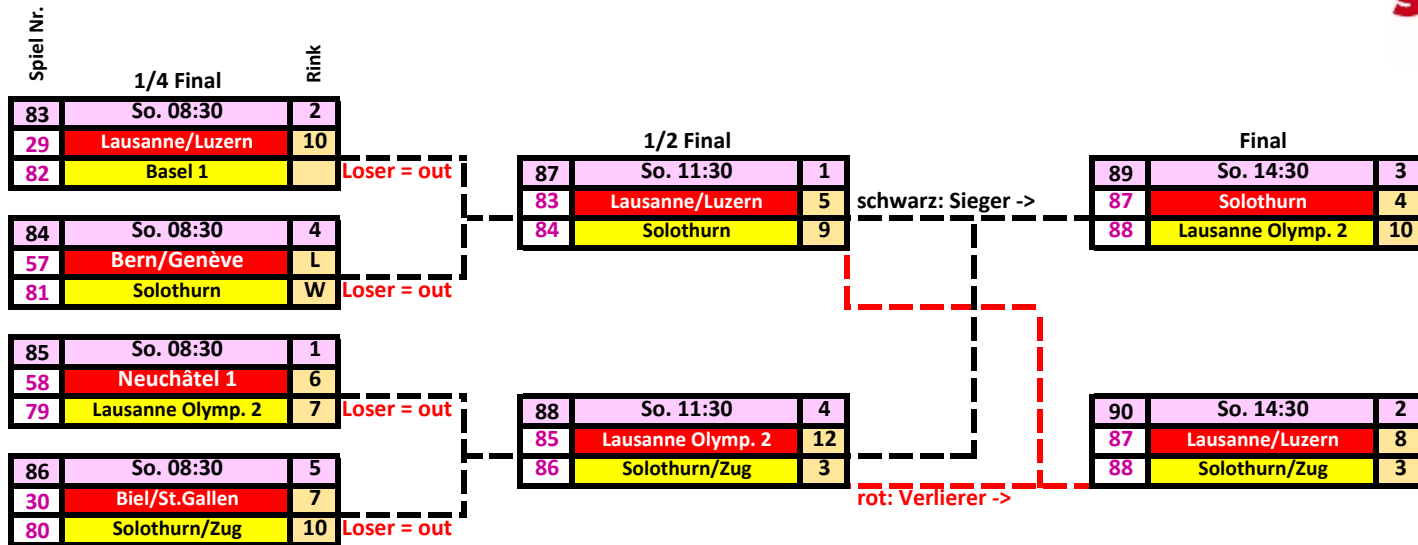 Spiel Nr.
1/4 Final
Rink
83 So. 08:30 2
29 Lausanne/Luzern 10
82 Basel 1
Loser = out
84 So. 08:30 4
57 Bern/Genève L
81 Solothurn W
Loser = out
85 So. 08:30 1
58 Neuchâtel 1 6
79 Lausanne Olymp. 2 7
Loser = out
86 So. 08:30 5
30 Biel/St.Gallen 7
80 Solothurn/Zug 10
Loser = out
1/2 Final
87 So. 11:30 1
83 Lausanne/Luzern 5
84 Solothurn 9
schwarz: Sieger ->
88 So. 11:30 4
85 Lausanne Olymp. 2 12
86 Solothurn/Zug 3
rot: Verlierer ->
Final
89 So. 14:30 3
87 Solothurn 4
88 Lausanne Olymp. 2 10
90 So. 14:30 2
87 Lausanne/Luzern 8
88 Solothurn/Zug 3